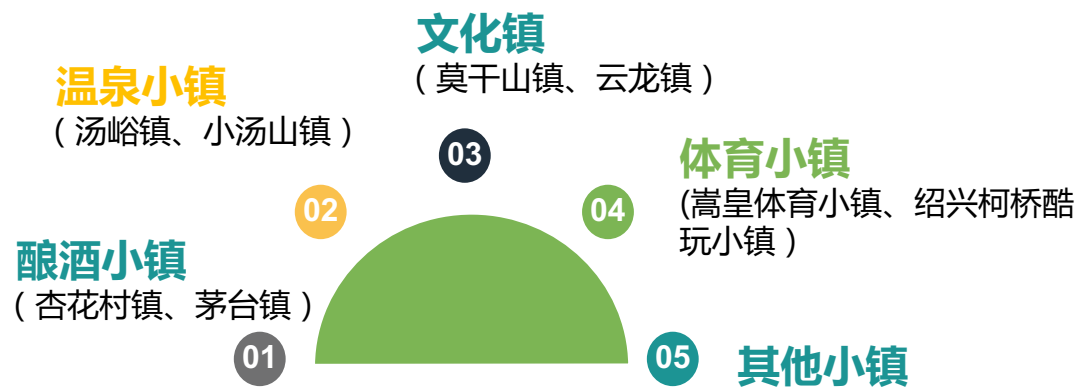 文化镇
（莫干山镇、云龙镇）
温泉小镇
（汤峪镇、小汤山镇）
03
体育小镇
(嵩皇体育小镇、绍兴柯桥酷
玩小镇）
02
04
酿酒小镇
（杏花村镇、茅台镇）
01
05
其他小镇